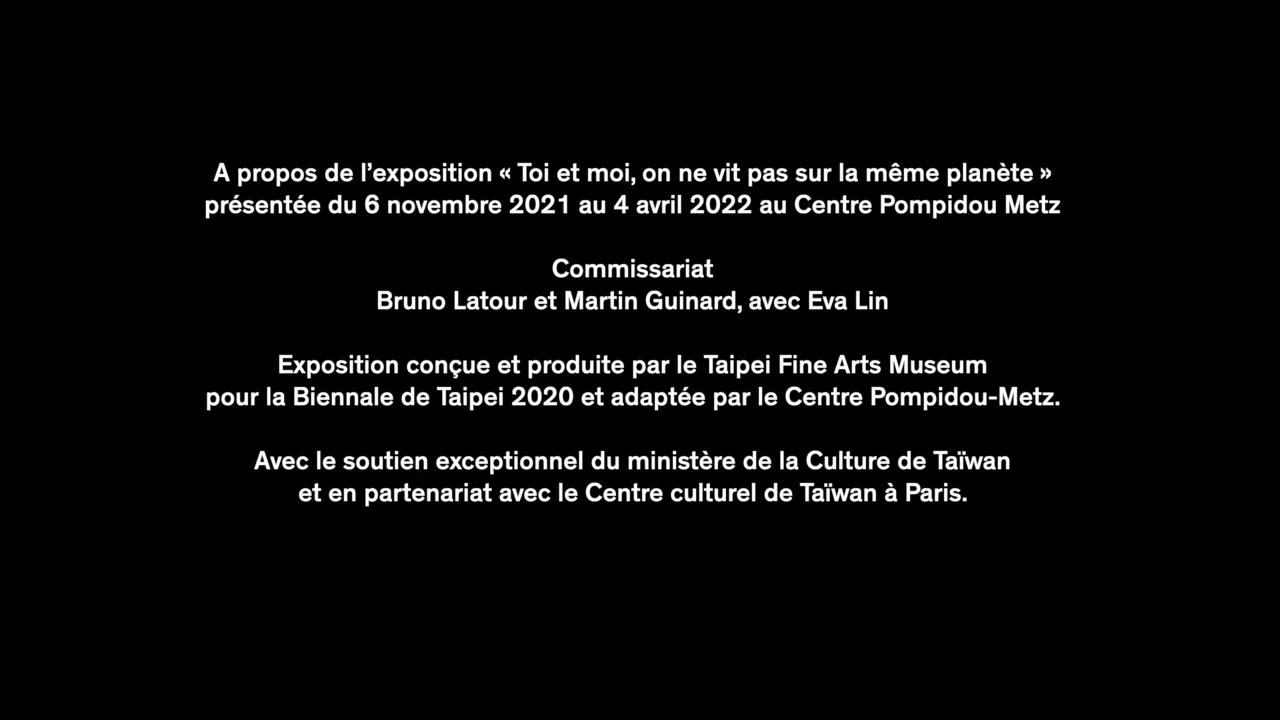 A propos de l’exposition « Toi et moi, on ne vit pas sur la même planète »
présentée du 6 novembre 2021 au 4 avril 2022 au Centre Pompidou Metz
Commissariat
Bruno Latour et Martin Guinard, avec Eva Lin
Exposition conçue et produite par le Taipei Fine Arts Museum
pour la Biennale de Taipei 2020 et adaptée par le Centre Pompidou-Metz.
Avec le soutien exceptionnel du ministère de la Culture de Taïwan
et en partenariat avec le Centre culturel de Taïwan à Paris.